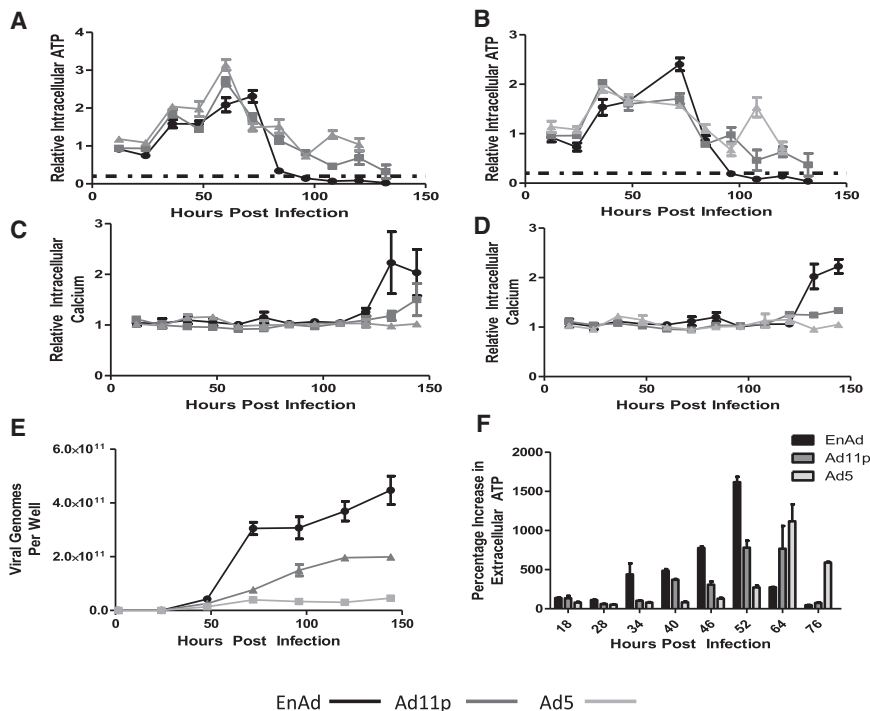 A
Relative Intracellular ATP
4
3
2
1
0
0
50
100
150
Hours Post Infection
B
Relative Intracellular ATP
3
2
1
0
0
50
100
150
Hours Post Infection
C
Relative Intracellular
Calcium
3
2
1
0
0
50
100
150
Hours Post Infection
D
Relative Intracellular
Calcium
3
2
1
0
0
50
100
150
Hours Post Infection
E
Viral Genomes
Per Well
6.0×10¹¹
4.0×10¹¹
2.0×10¹¹
0.0
0
50
100
150
Hours Post Infection
F
Percentage Increase in
Extracellular ATP
2000
1500
1000
500
0
18
28
34
40
46
52
64
76
Hours Post Infection
EnAd
Ad11p
Ad5
EnAd Ad11p Ad5